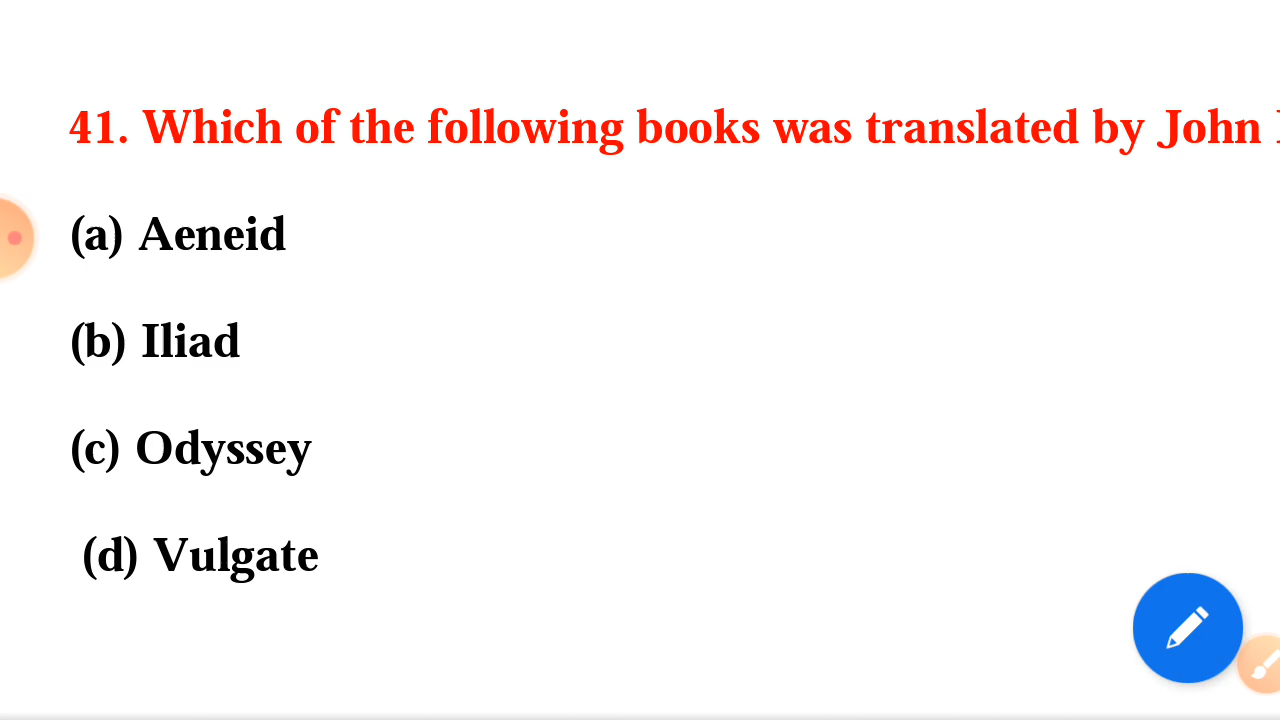 41. Which of the following books was translated by John
(a) Aeneid
(b) Iliad
(c) Odyssey
(d) Vulgate